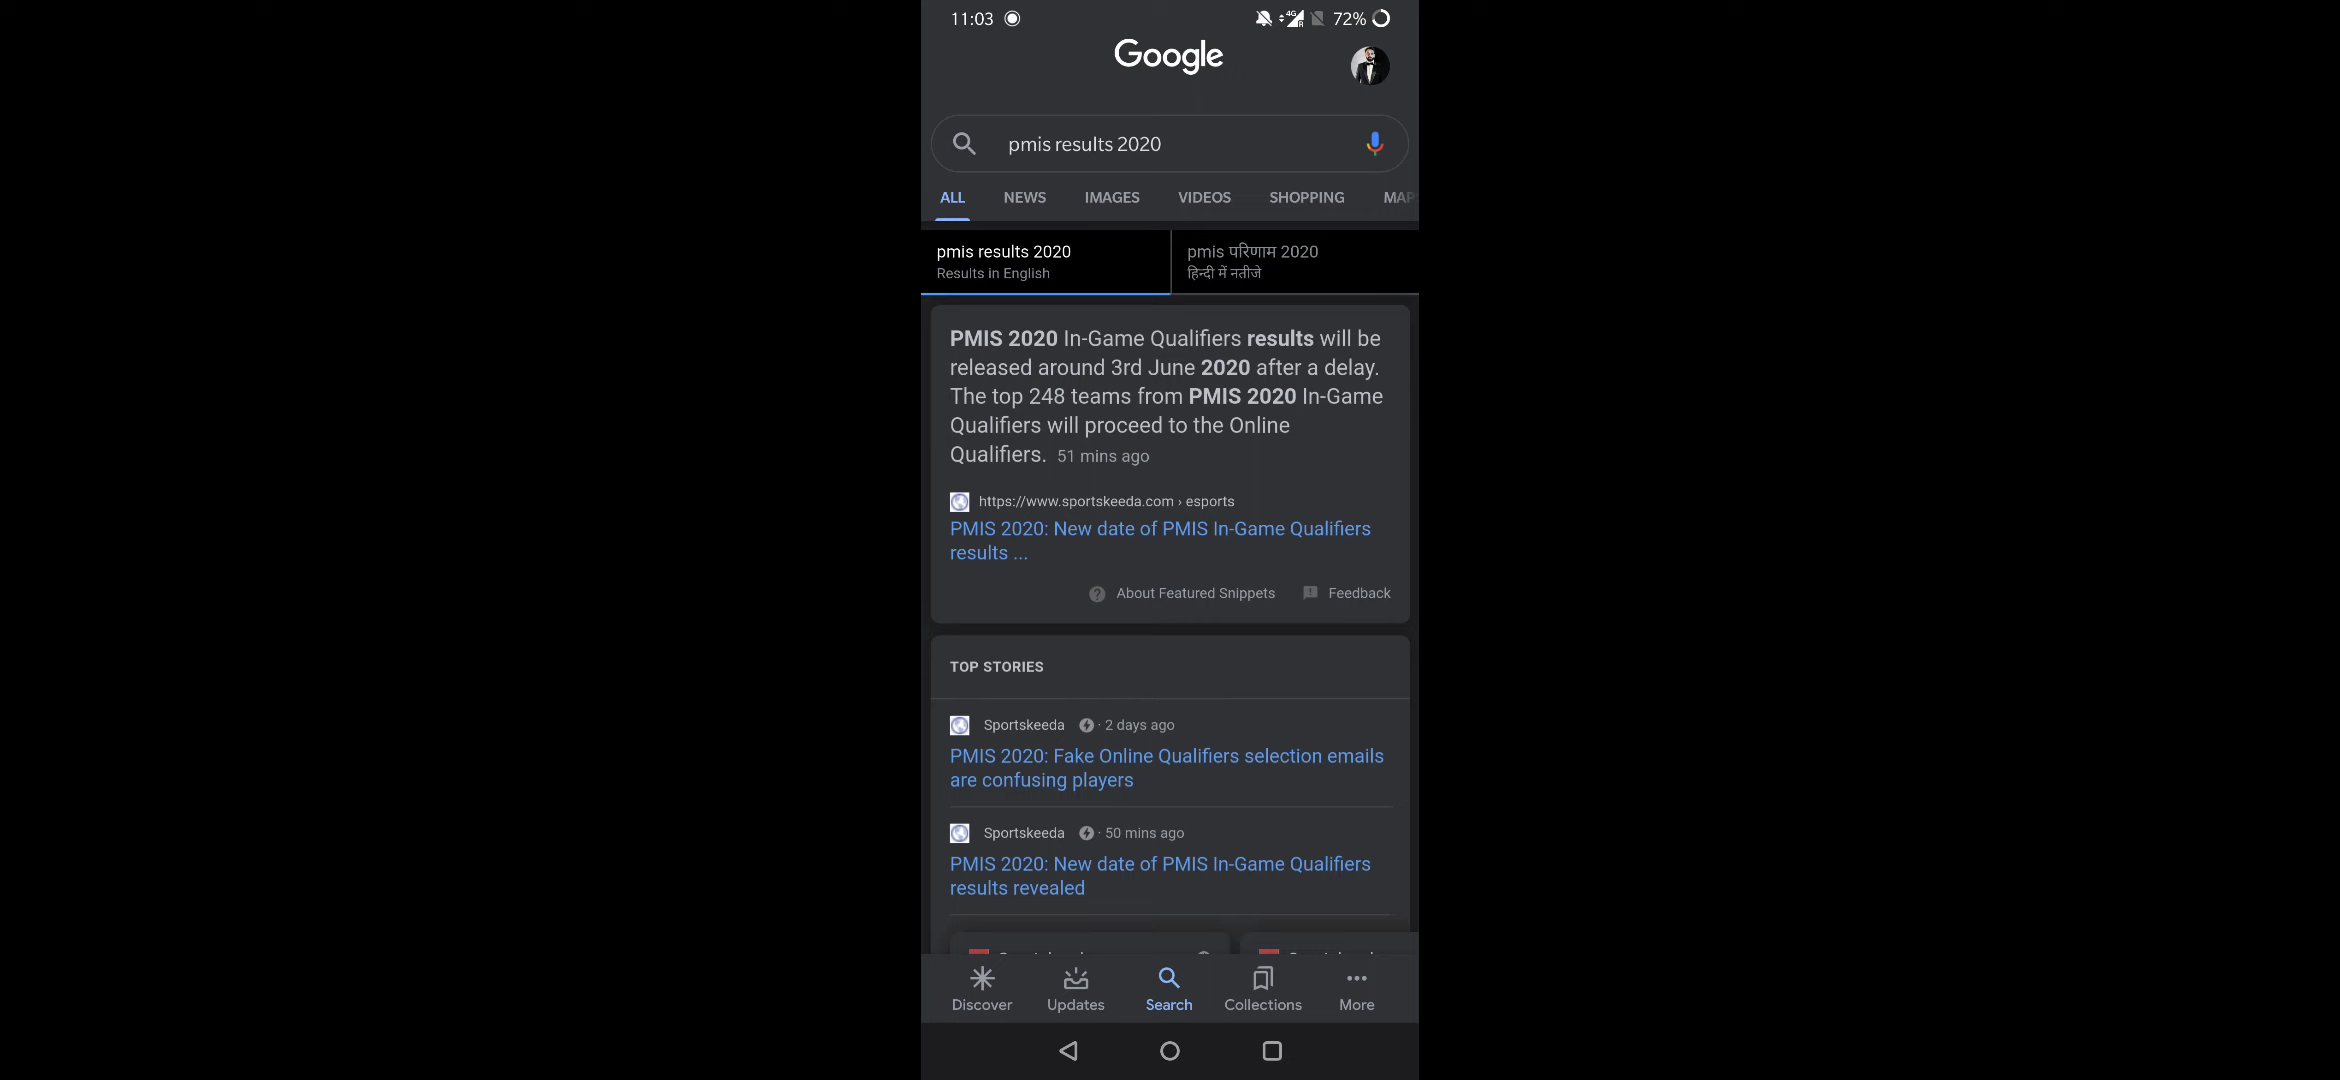 11:03
4G
R
72%
Google
pmis results 2020
ALL NEWS IMAGES VIDEOS SHOPPING MAP
pmis results 2020
Results in English
pmis परिणाम 2020
हिन्दी में नतीजे
PMIS 2020 In-Game Qualifiers results will be
released around 3rd June 2020 after a delay.
The top 248 teams from PMIS 2020 In-Game
Qualifiers will proceed to the Online
Qualifiers. 51 mins ago
https://www.sportskeeda.com › esports
PMIS 2020: New date of PMIS In-Game Qualifiers
results ...
About Featured Snippets Feedback
TOP STORIES
Sportskeeda · 2 days ago
PMIS 2020: Fake Online Qualifiers selection emails
are confusing players
Sportskeeda · 50 mins ago
PMIS 2020: New date of PMIS In-Game Qualifiers
results revealed
Discover Updates Search Collections More